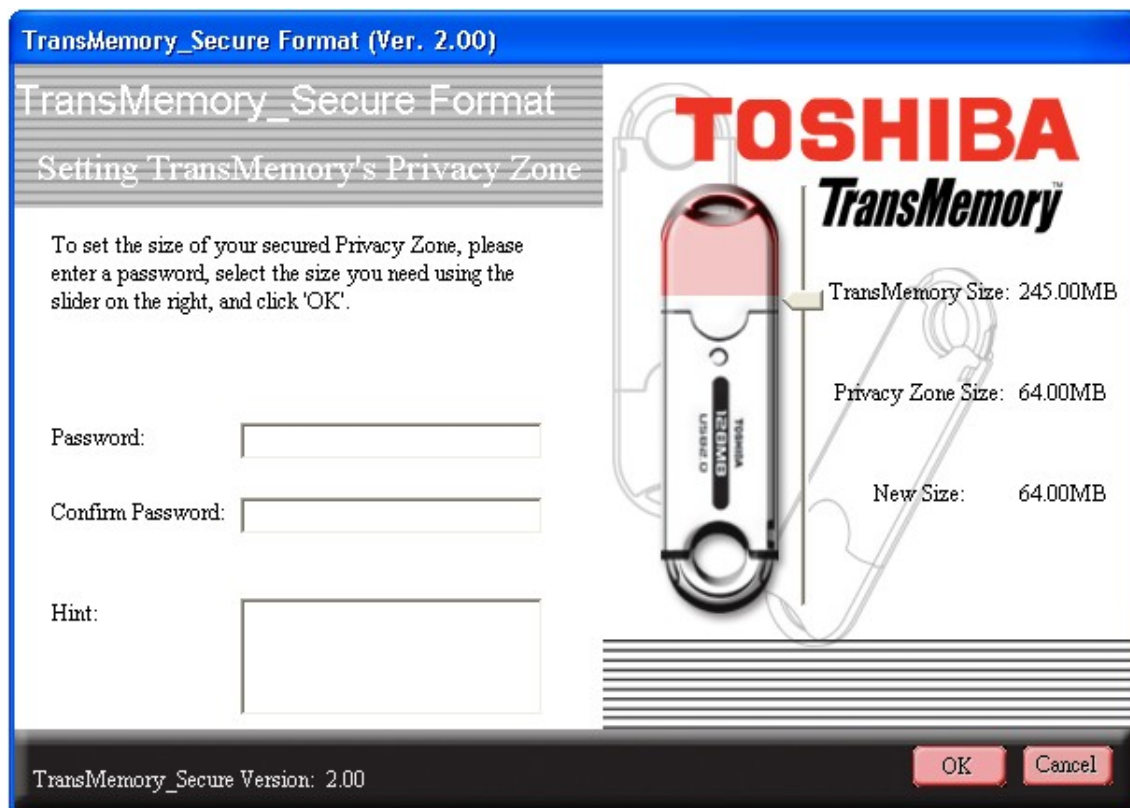 TransMemory_Secure Format (Ver. 2.00)
TransMemory_Secure Format
Setting TransMemory's Privacy Zone
To set the size of your secured Privacy Zone, please
enter a password, select the size you need using the
slider on the right, and click 'OK'.
Password:
Confirm Password:
Hint:
TOSHIBA
TransMemory™
TransMemory Size: 245.00MB
Privacy Zone Size: 64.00MB
New Size: 64.00MB
TOSHIBA
128MB
USB2.0
TransMemory_Secure Version: 2.00
OK
Cancel